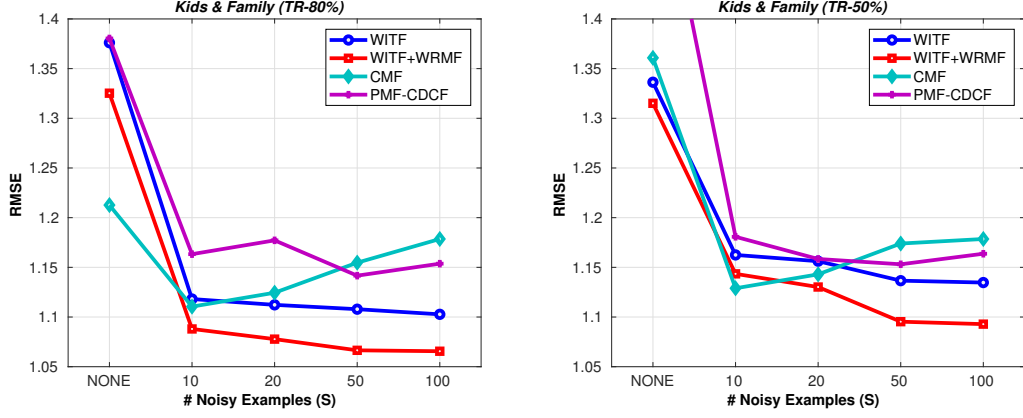 Kids & Family (TR-80%)
1.4
1.35
1.3
1.25
1.2
1.15
1.1
1.05
RMSE
WITF
WITF+WRMF
CMF
PMF-CDCF
NONE 10 20 50 100
# Noisy Examples (S)
Kids & Family (TR-50%)
1.4
1.35
1.3
1.25
1.2
1.15
1.1
1.05
RMSE
WITF
WITF+WRMF
CMF
PMF-CDCF
NONE 10 20 50 100
# Noisy Examples (S)